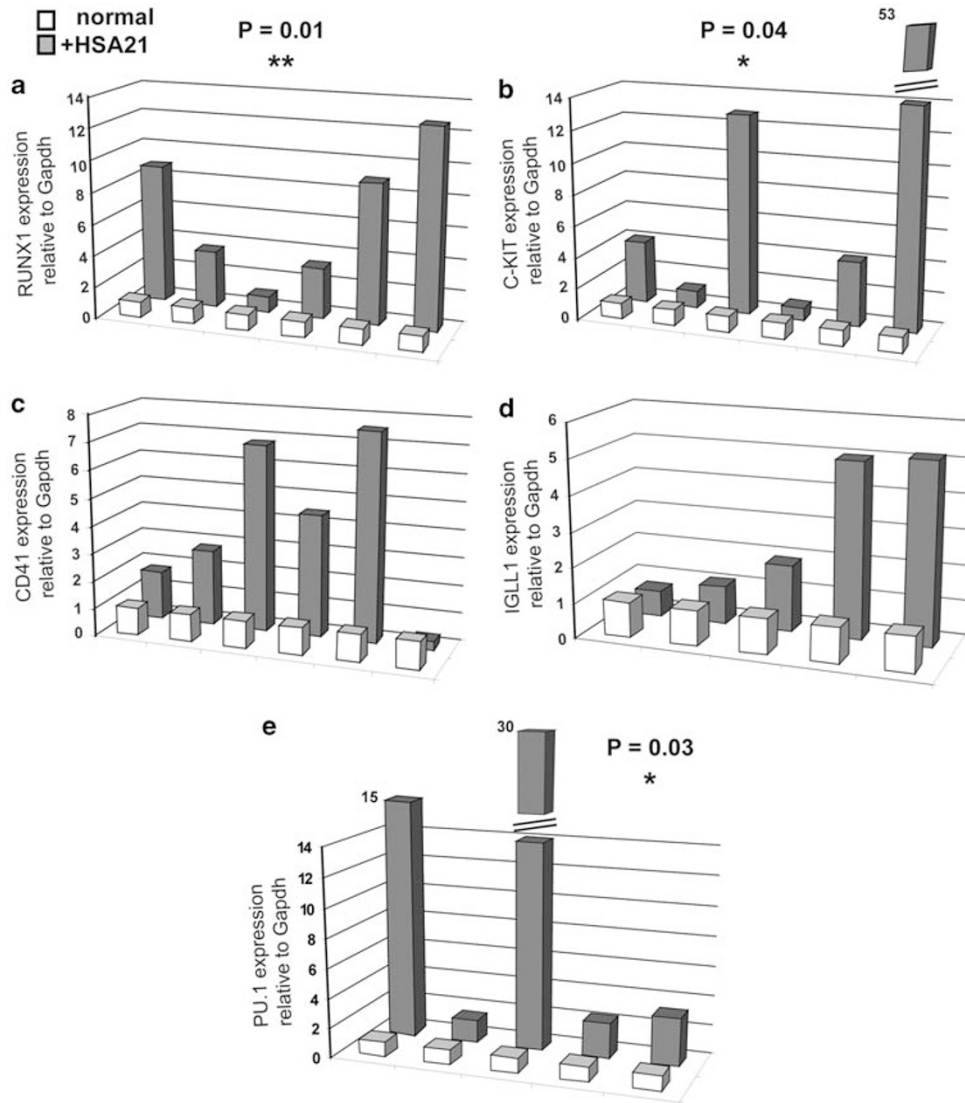 normal
+HSA21
P = 0.01
**
P = 0.04
*
53
a
14
12
10
8
6
4
2
0
RUNX1 expression
relative to Gapdh
b
14
12
10
8
6
4
2
0
C-KIT expression
relative to Gapdh
c
8
7
6
5
4
3
2
1
0
CD41 expression
relative to Gapdh
d
6
5
4
3
2
1
0
IGLL1 expression
relative to Gapdh
e
30
P = 0.03
*
15
14
12
10
8
6
4
2
0
PU.1 expression
relative to Gapdh